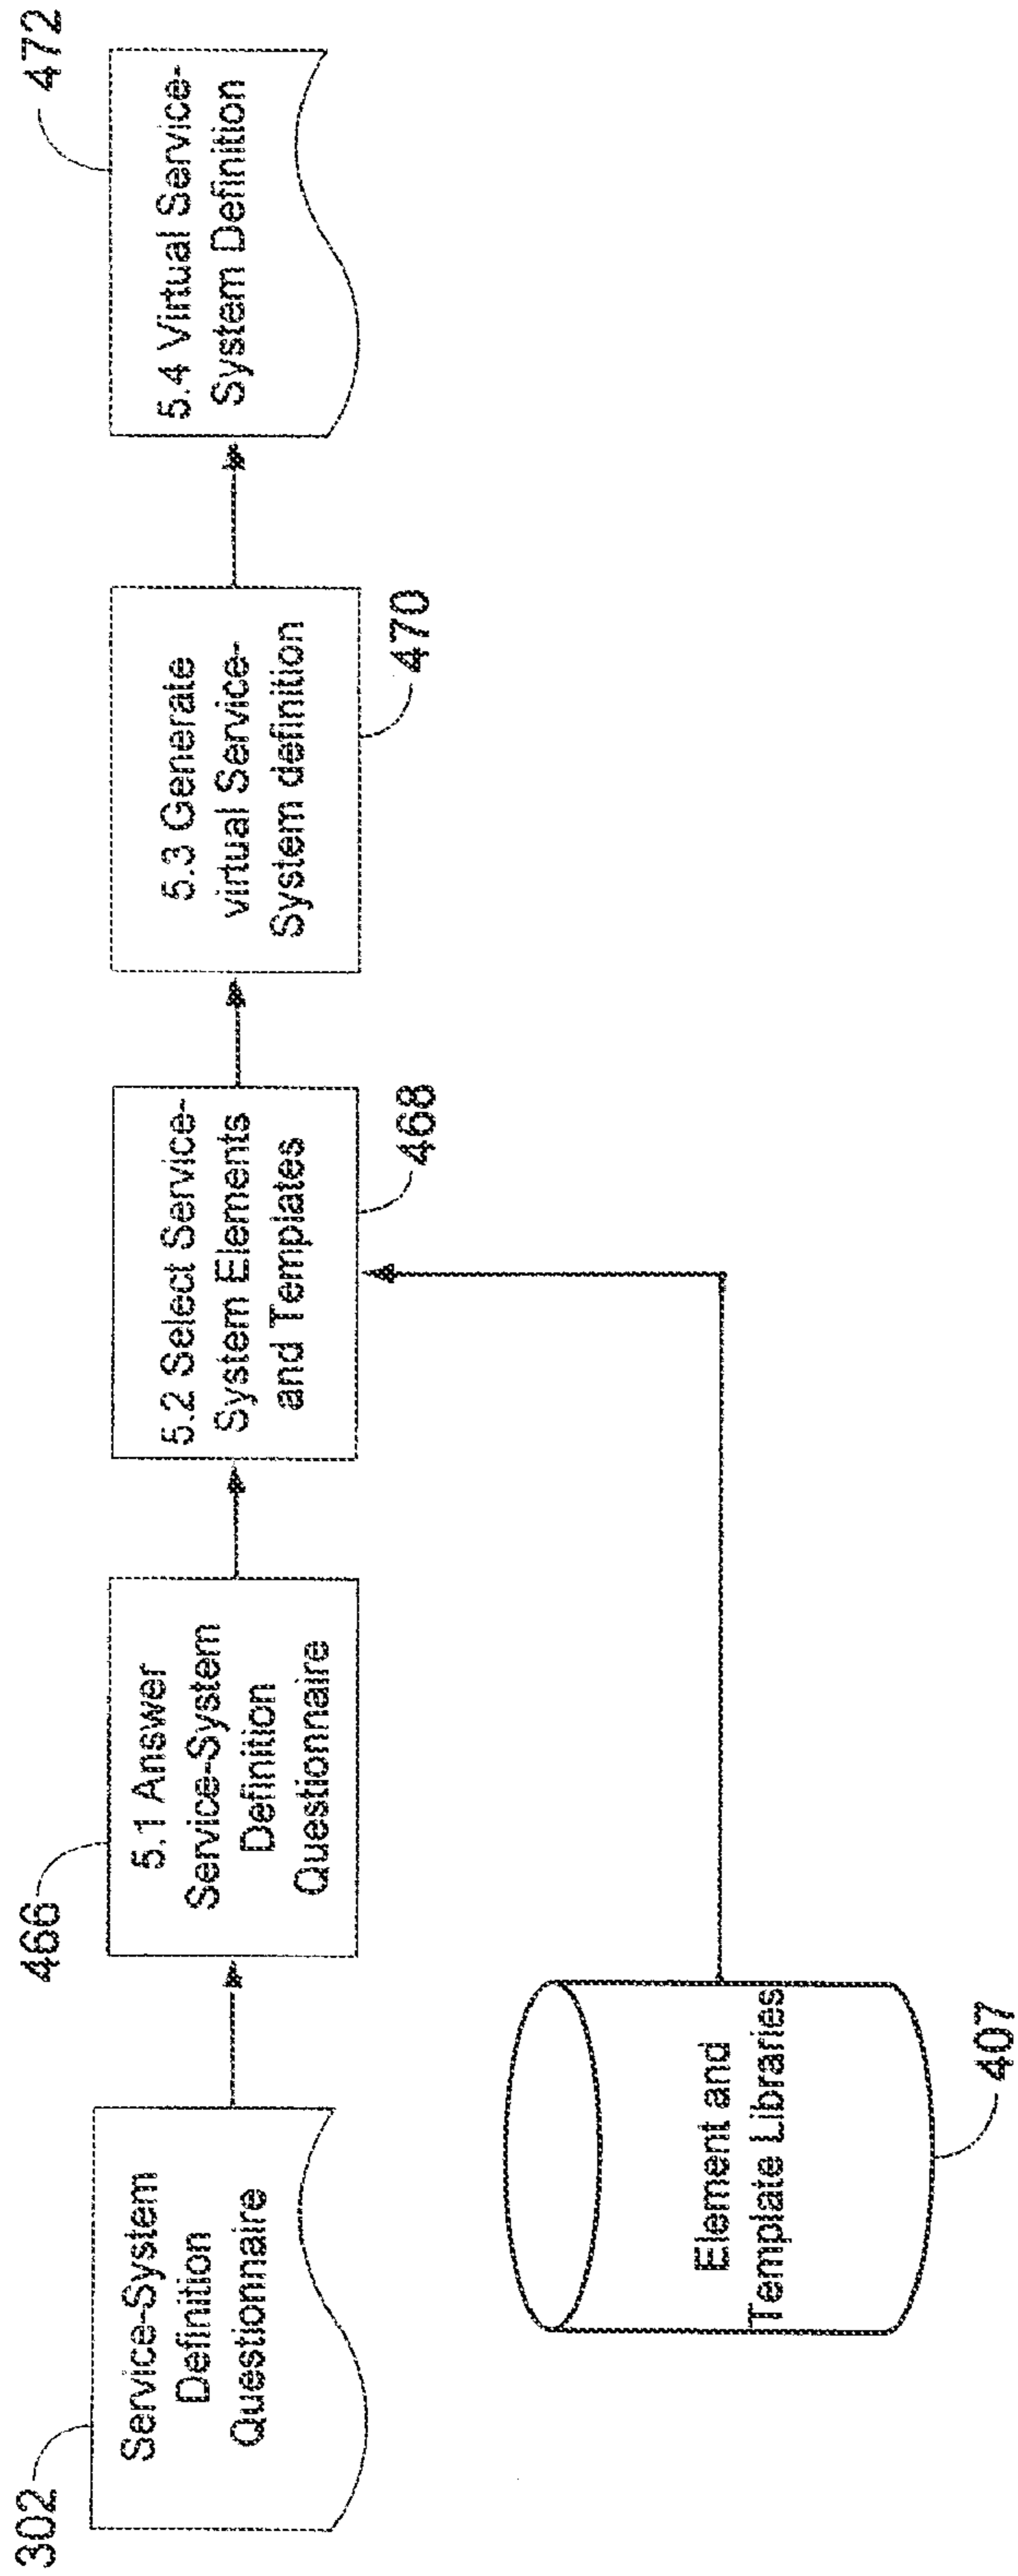 302
Service-System
Definition
Questionnaire
466
5.1 Answer
Service-System
Definition
Questionnaire
5.2 Select Service-
System Elements
and Templates
468
5.3 Generate
virtual Service-
System definition
470
5.4 Virtual Service-
System Definition
472
Element and
Template Libraries
407